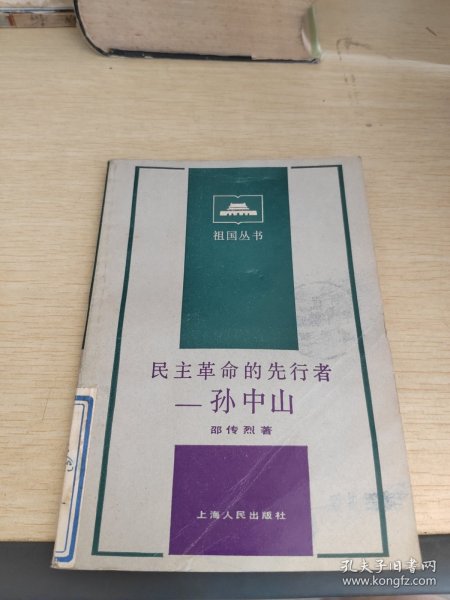 祖国丛书
民主革命的先行者
—孙中山
邵传烈著
上海人民出版社
孔夫子旧书网
www.kongfz.com